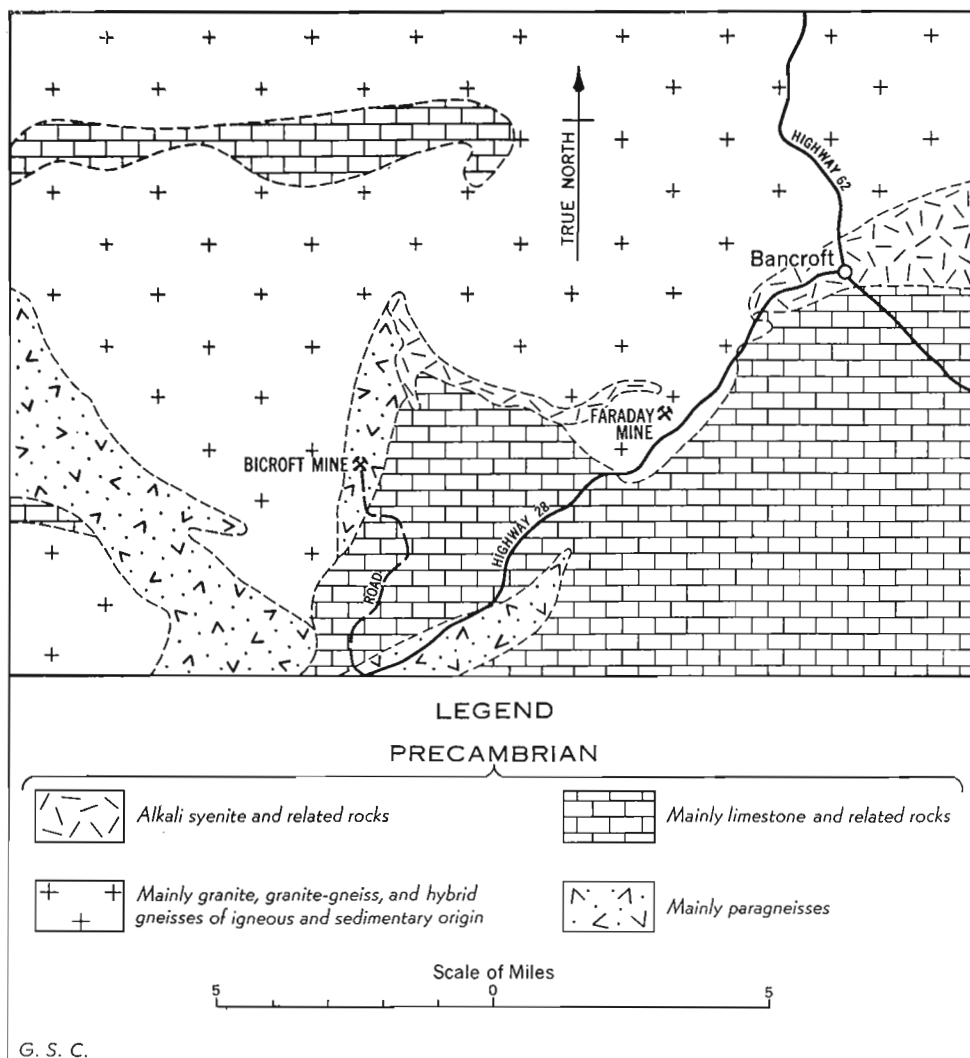 TRUE NORTH
HIGHWAY 62
Bancroft
FARADAY
MINE
BICROFT MINE
HIGHWAY 28
ROAD
LEGEND
PRECAMBRIAN
Alkali syenite and related rocks
Mainly limestone and related rocks
Mainly granite, granite-gneiss, and hybrid
gneisses of igneous and sedimentary origin
Mainly paragneisses
Scale of Miles
5 0 5
G. S. C.